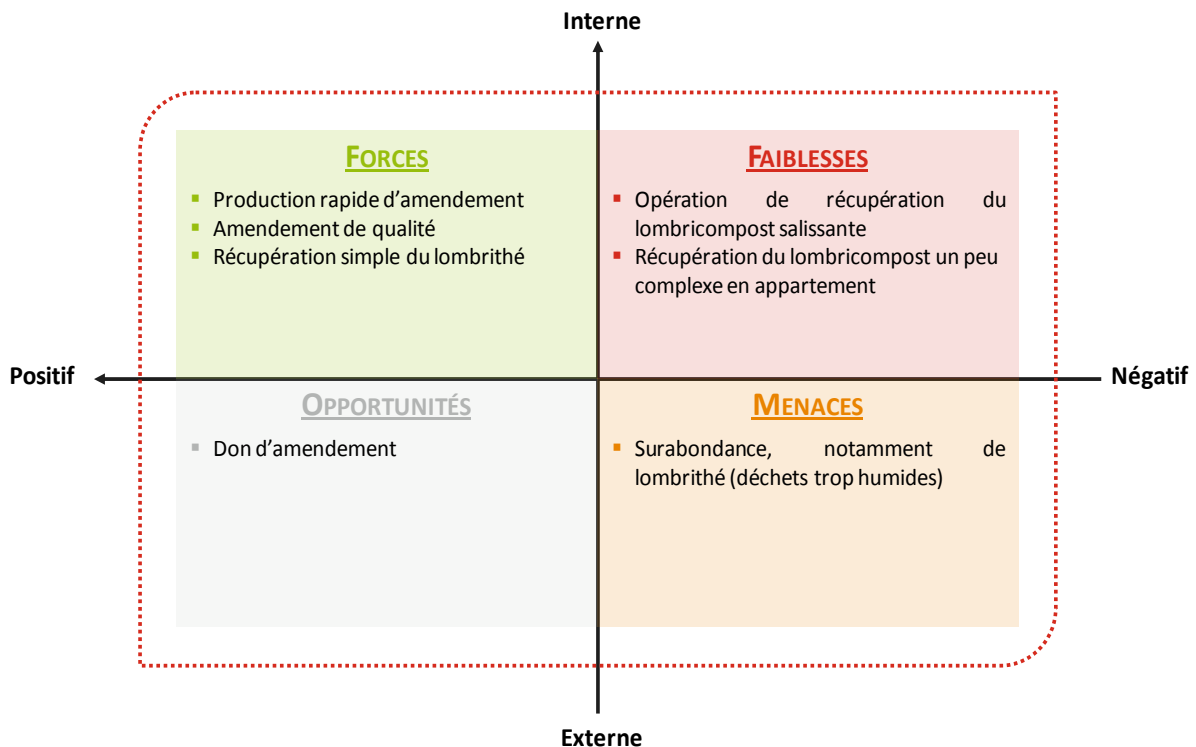 Interne
FORCES
▪ Production rapide d'amendement
▪ Amendement de qualité
▪ Récupération simple du lombrithé
FAIBLESSES
▪ Opération de récupération du
lombricompost salissante
▪ Récupération du lombricompost un peu
complexe en appartement
Positif
Négatif
OPPORTUNITÉS
▪ Don d'amendement
MENACES
▪ Surabondance, notamment de
lombrithé (déchets trop humides)
Externe